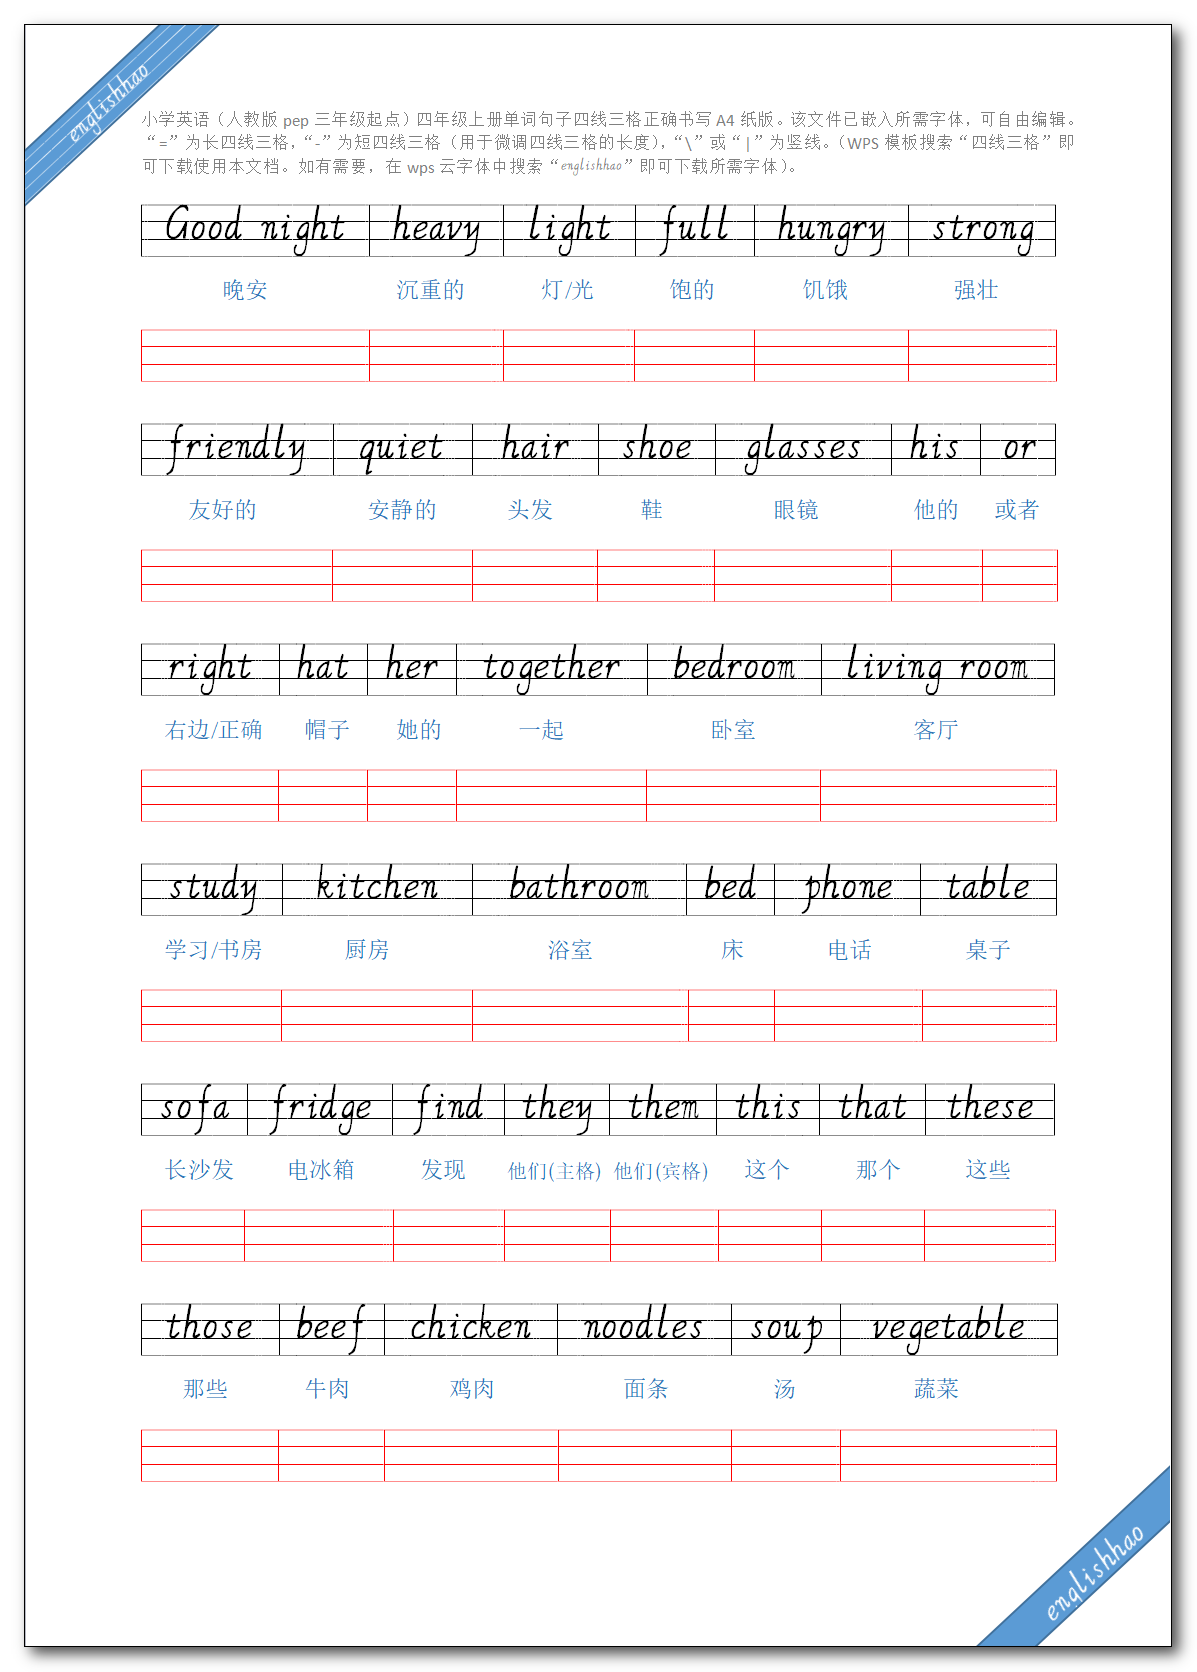 englishhao
小学英语（人教版 pep 三年级起点）四年级上册单词句子四线三格正确书写 A4 纸版。该文件已嵌入所需字体，可自由编辑。
“=”为长四线三格，“-”为短四线三格（用于微调四线三格的长度），“\”或“|”为竖线。（WPS 模板搜索“四线三格”即
可下载使用本文档。如有需要，在 wps 云字体中搜索“englishhao”即可下载所需字体）。
Good night heavy light full hungry strong
晚安 沉重的 灯/光 饱的 饥饿 强壮
friendly quiet hair shoe glasses his or
友好的 安静的 头发 鞋 眼镜 他的 或者
right hat her together bedroom living room
右边/正确 帽子 她的 一起 卧室 客厅
study kitchen bathroom bed phone table
学习/书房 厨房 浴室 床 电话 桌子
sofa fridge find they them this that these
长沙发 电冰箱 发现 他们(主格) 他们(宾格) 这个 那个 这些
those beef chicken noodles soup vegetable
那些 牛肉 鸡肉 面条 汤 蔬菜
englishhao